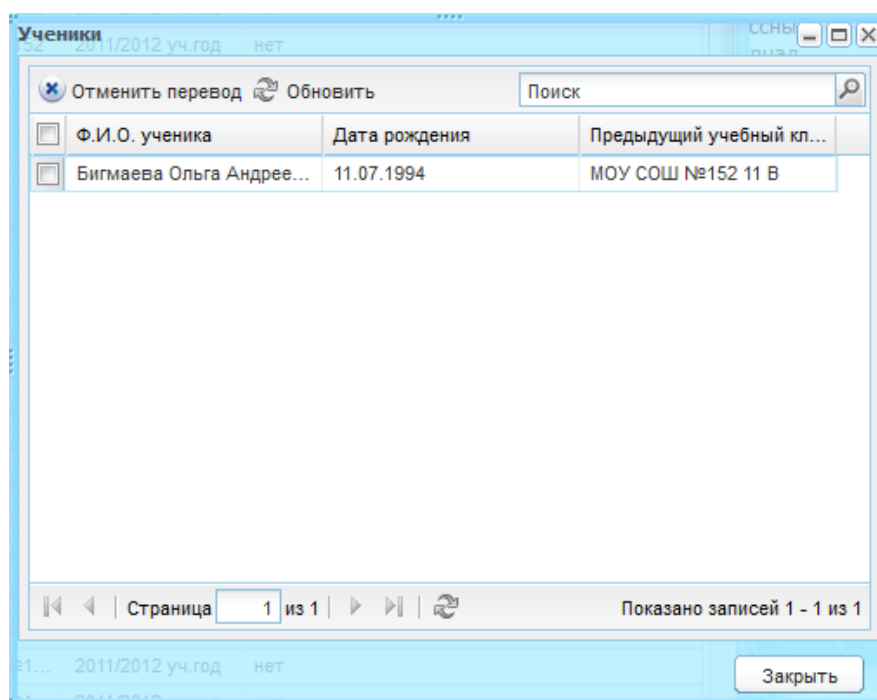 Ученики
52 2011/2012 уч.год нет
Отменить перевод Обновить Поиск
Ф.И.О. ученика Дата рождения Предыдущий учебный кл...
Бигмаева Ольга Андрее... 11.07.1994 МОУ СОШ №152 11 В
Страница 1 из 1 Показано записей 1 - 1 из 1
1... 2011/2012 уч.год нет
Закрыть